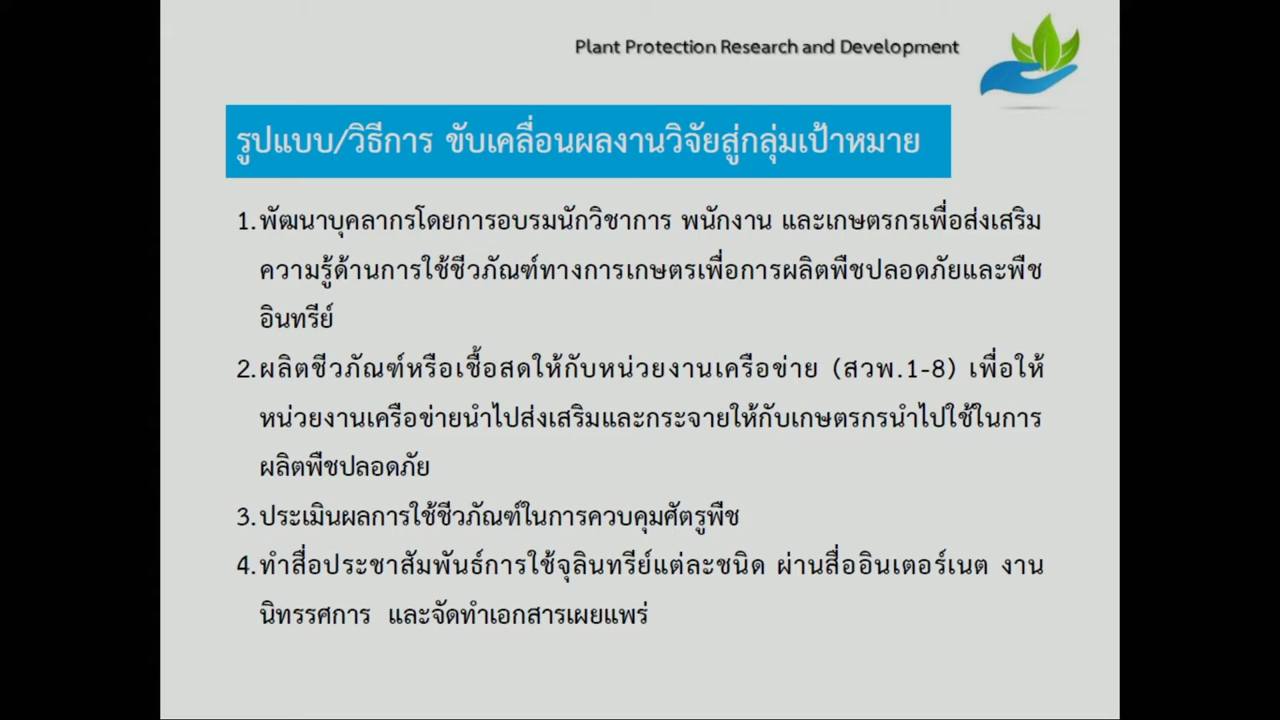 Plant Protection Research and Development
รูปแบบ/วิธีการ ขับเคลื่อนผลงานวิจัยสู่กลุ่มเป้าหมาย
1. พัฒนาบุคลากรโดยการอบรมนักวิชาการ พนักงาน และเกษตรกรเพื่อส่งเสริม
ความรู้ด้านการใช้ชีวภัณฑ์ทางการเกษตรเพื่อการผลิตพืชปลอดภัยและพืช
อินทรีย์
2. ผลิตชีวภัณฑ์หรือเชื้อสดให้กับหน่วยงานเครือข่าย (สวพ.1-8) เพื่อให้
หน่วยงานเครือข่ายนำไปส่งเสริมและกระจายให้กับเกษตรกรนำไปใช้ในการ
ผลิตพืชปลอดภัย
3. ประเมินผลการใช้ชีวภัณฑ์ในการควบคุมศัตรูพืช
4. ทำสื่อประชาสัมพันธ์การใช้จุลินทรีย์แต่ละชนิด ผ่านสื่ออินเตอร์เนต งาน
นิทรรศการ และจัดทำเอกสารเผยแพร่